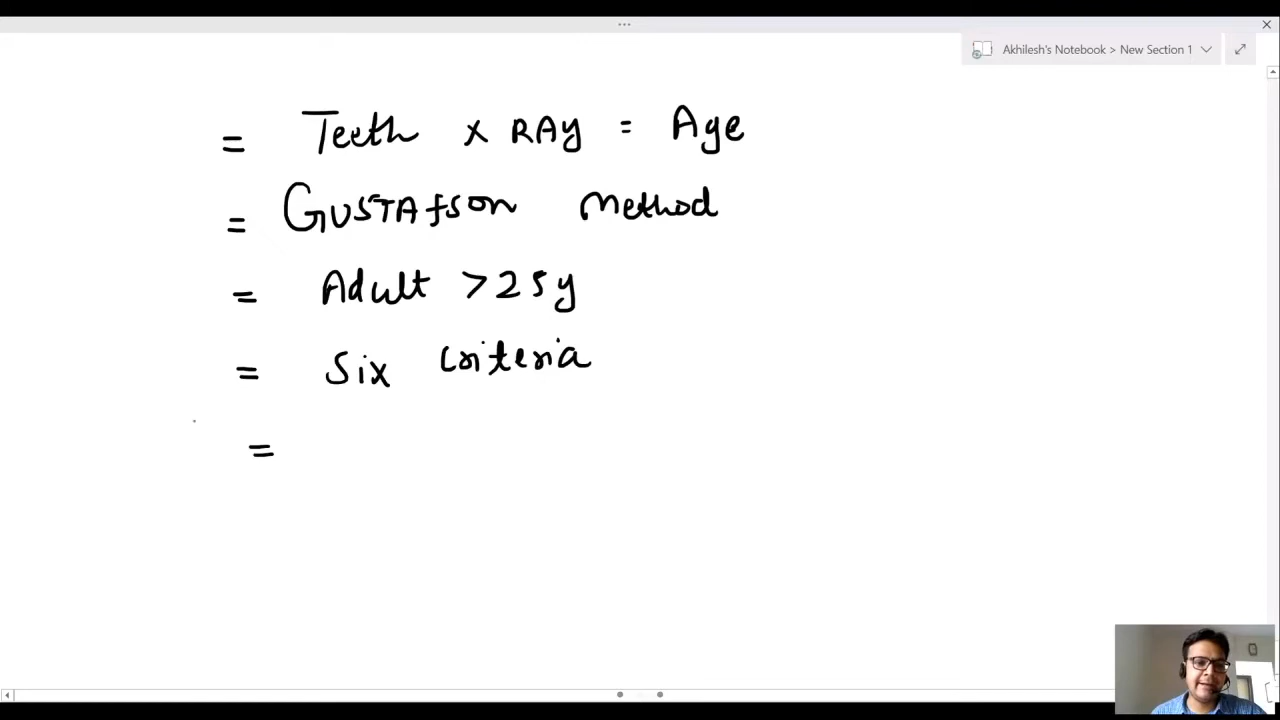 Akhilesh's Notebook > New Section 1
= Teeth x RAy = Age
= GUSTAfson method
= Adult >25y
= Six criteria
=